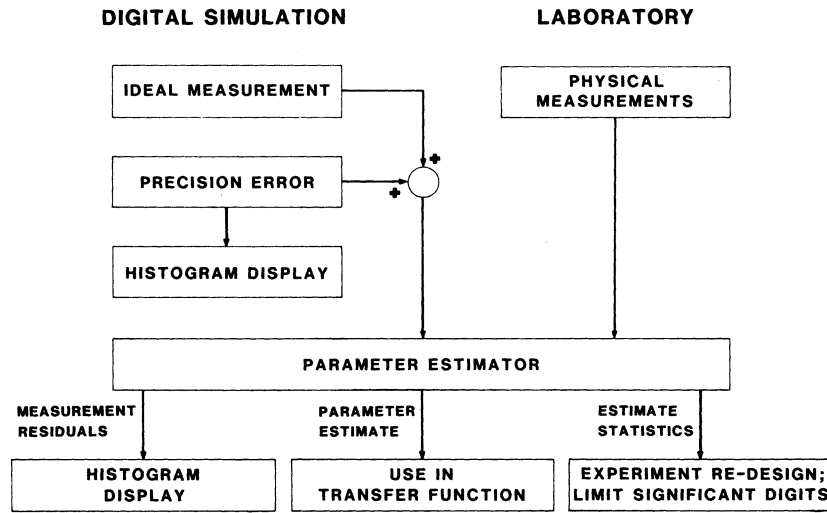 DIGITAL SIMULATION
LABORATORY
IDEAL MEASUREMENT
PHYSICAL
MEASUREMENTS
+
PRECISION ERROR
+
HISTOGRAM DISPLAY
PARAMETER ESTIMATOR
MEASUREMENT
RESIDUALS
PARAMETER
ESTIMATE
ESTIMATE
STATISTICS
HISTOGRAM
DISPLAY
USE IN
TRANSFER FUNCTION
EXPERIMENT RE-DESIGN;
LIMIT SIGNIFICANT DIGITS